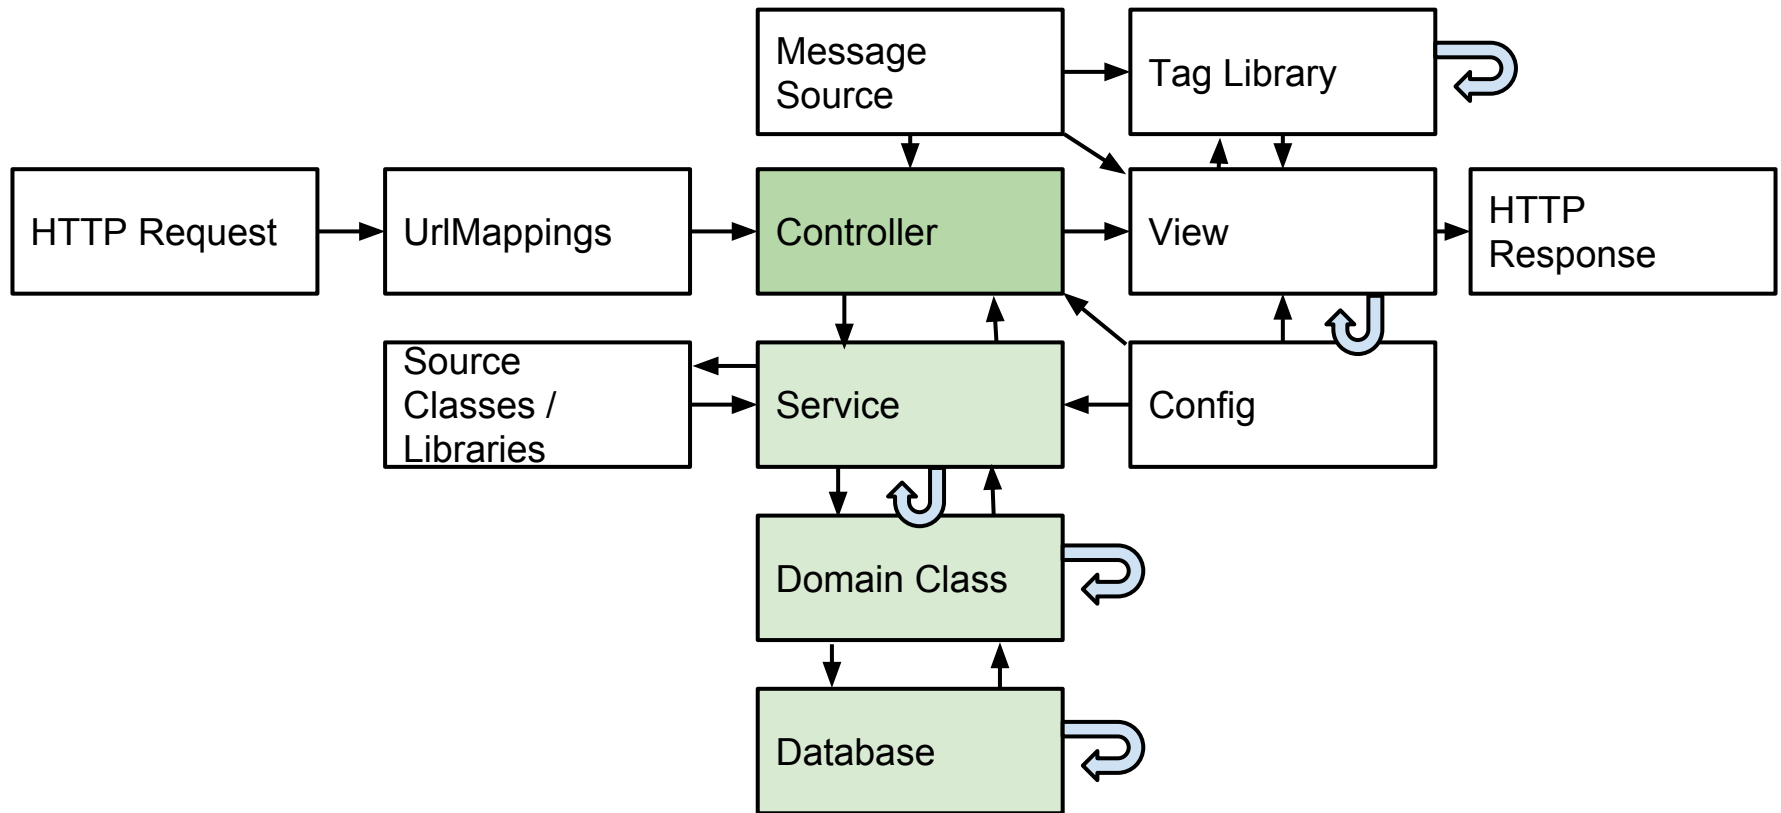 Message
Source
Tag Library
HTTP Request
UrlMappings
Controller
View
HTTP
Response
Source
Classes /
Libraries
Service
Config
Domain Class
Database